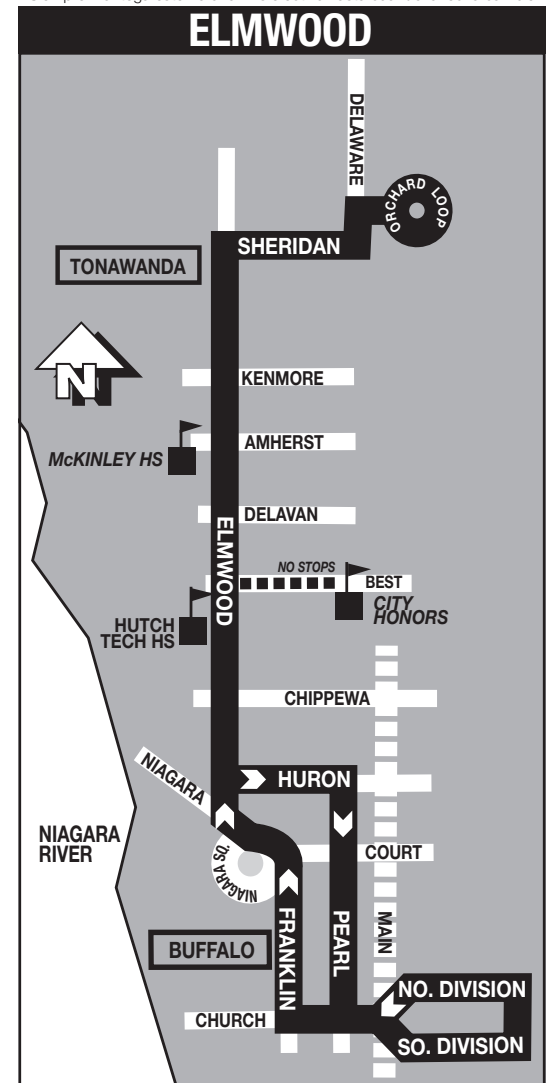 ELMWOOD
DELAWARE
ORCHARD LOOP
SHERIDAN
TONAWANDA
N
KENMORE
AMHERST
McKINLEY HS
DELAVAN
ELMWOOD
NO STOPS
BEST
CITY
HONORS
HUTCH
TECH HS
CHIPPEWA
NIAGARA
HURON
NIAGARA
RIVER
COURT
NIAGARA SQ.
BUFFALO
FRANKLIN
PEARL
MAIN
NO. DIVISION
CHURCH
SO. DIVISION